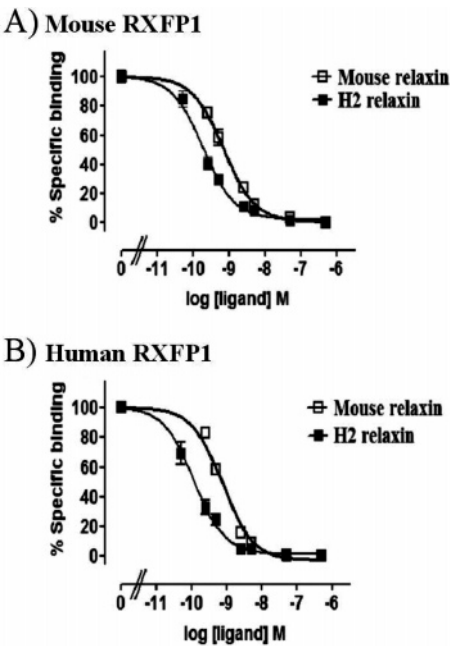 A) Mouse RXFP1
% Specific binding
100
80
60
40
20
0
Mouse relaxin
H2 relaxin
0 -11 -10 -9 -8 -7 -6
log [ligand] M
B) Human RXFP1
% Specific binding
100
80
60
40
20
0
Mouse relaxin
H2 relaxin
0 -11 -10 -9 -8 -7 -6
log [ligand] M